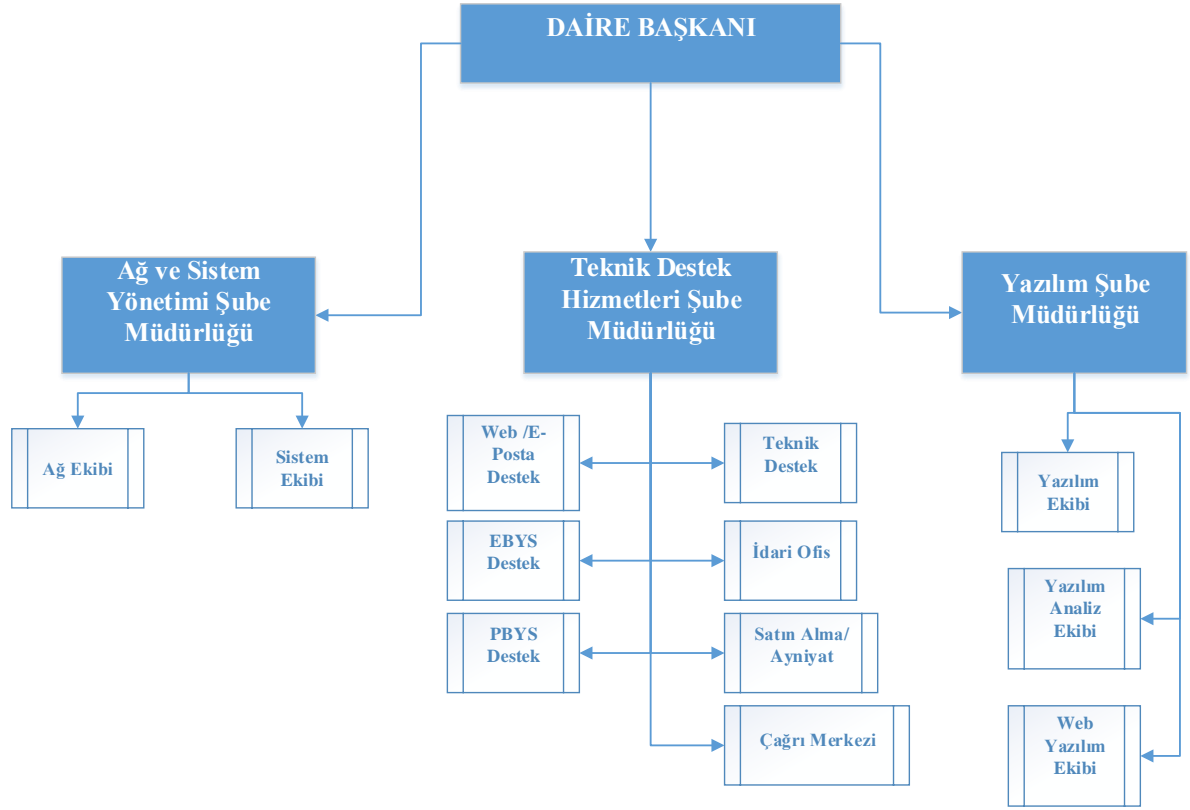 DAİRE BAŞKANI
Ağ ve Sistem
Yönetimi Şube
Müdürlüğü
Teknik Destek
Hizmetleri Şube
Müdürlüğü
Yazılım Şube
Müdürlüğü
Ağ Ekibi
Sistem
Ekibi
Web /E-
Posta
Destek
Teknik
Destek
EBYS
Destek
İdari Ofis
PBYS
Destek
Satın Alma/
Ayniyat
Çağrı Merkezi
Yazılım
Ekibi
Yazılım
Analiz
Ekibi
Web
Yazılım
Ekibi